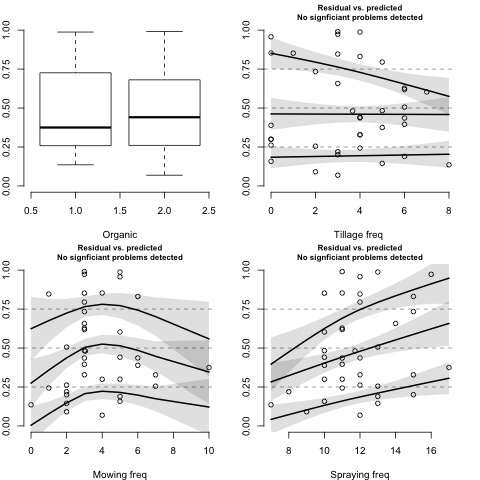 Residual vs. predicted
No signficiant problems detected
0.00 0.25 0.50 0.75 1.00
0.5 1.0 1.5 2.0 2.5
Organic
0.00 0.25 0.50 0.75 1.00
0 2 4 6 8
Tillage freq
Residual vs. predicted
No signficiant problems detected
Residual vs. predicted
No signficiant problems detected
0.00 0.25 0.50 0.75 1.00
0 2 4 6 8 10
Mowing freq
0.00 0.25 0.50 0.75 1.00
8 10 12 14 16
Spraying freq